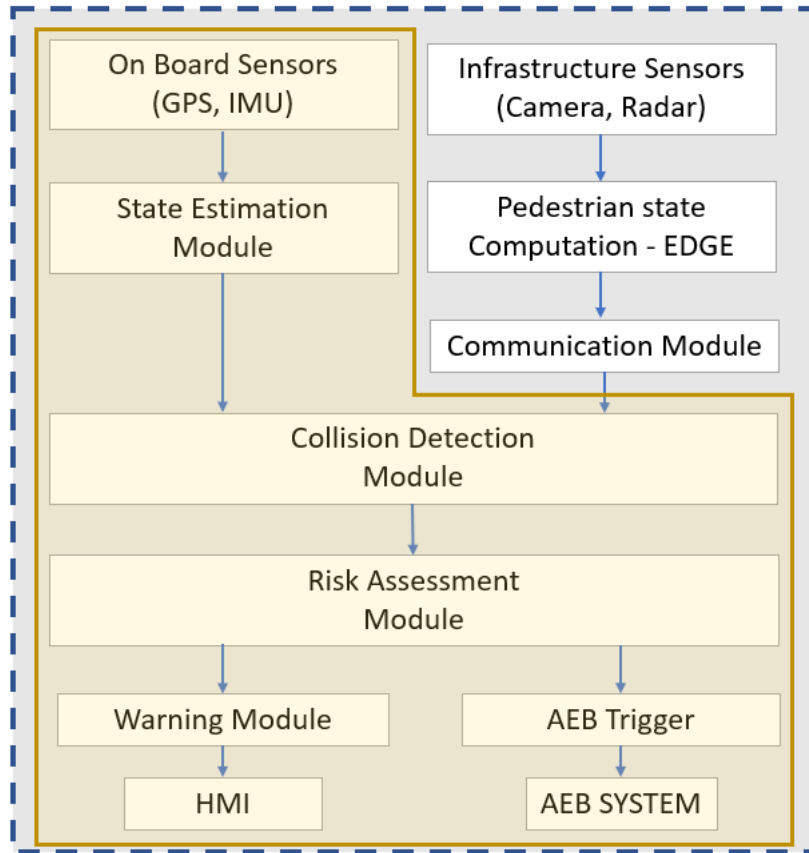 On Board Sensors
(GPS, IMU)
Infrastructure Sensors
(Camera, Radar)
State Estimation
Module
Pedestrian state
Computation - EDGE
Communication Module
Collision Detection
Module
Risk Assessment
Module
Warning Module
AEB Trigger
HMI
AEB SYSTEM